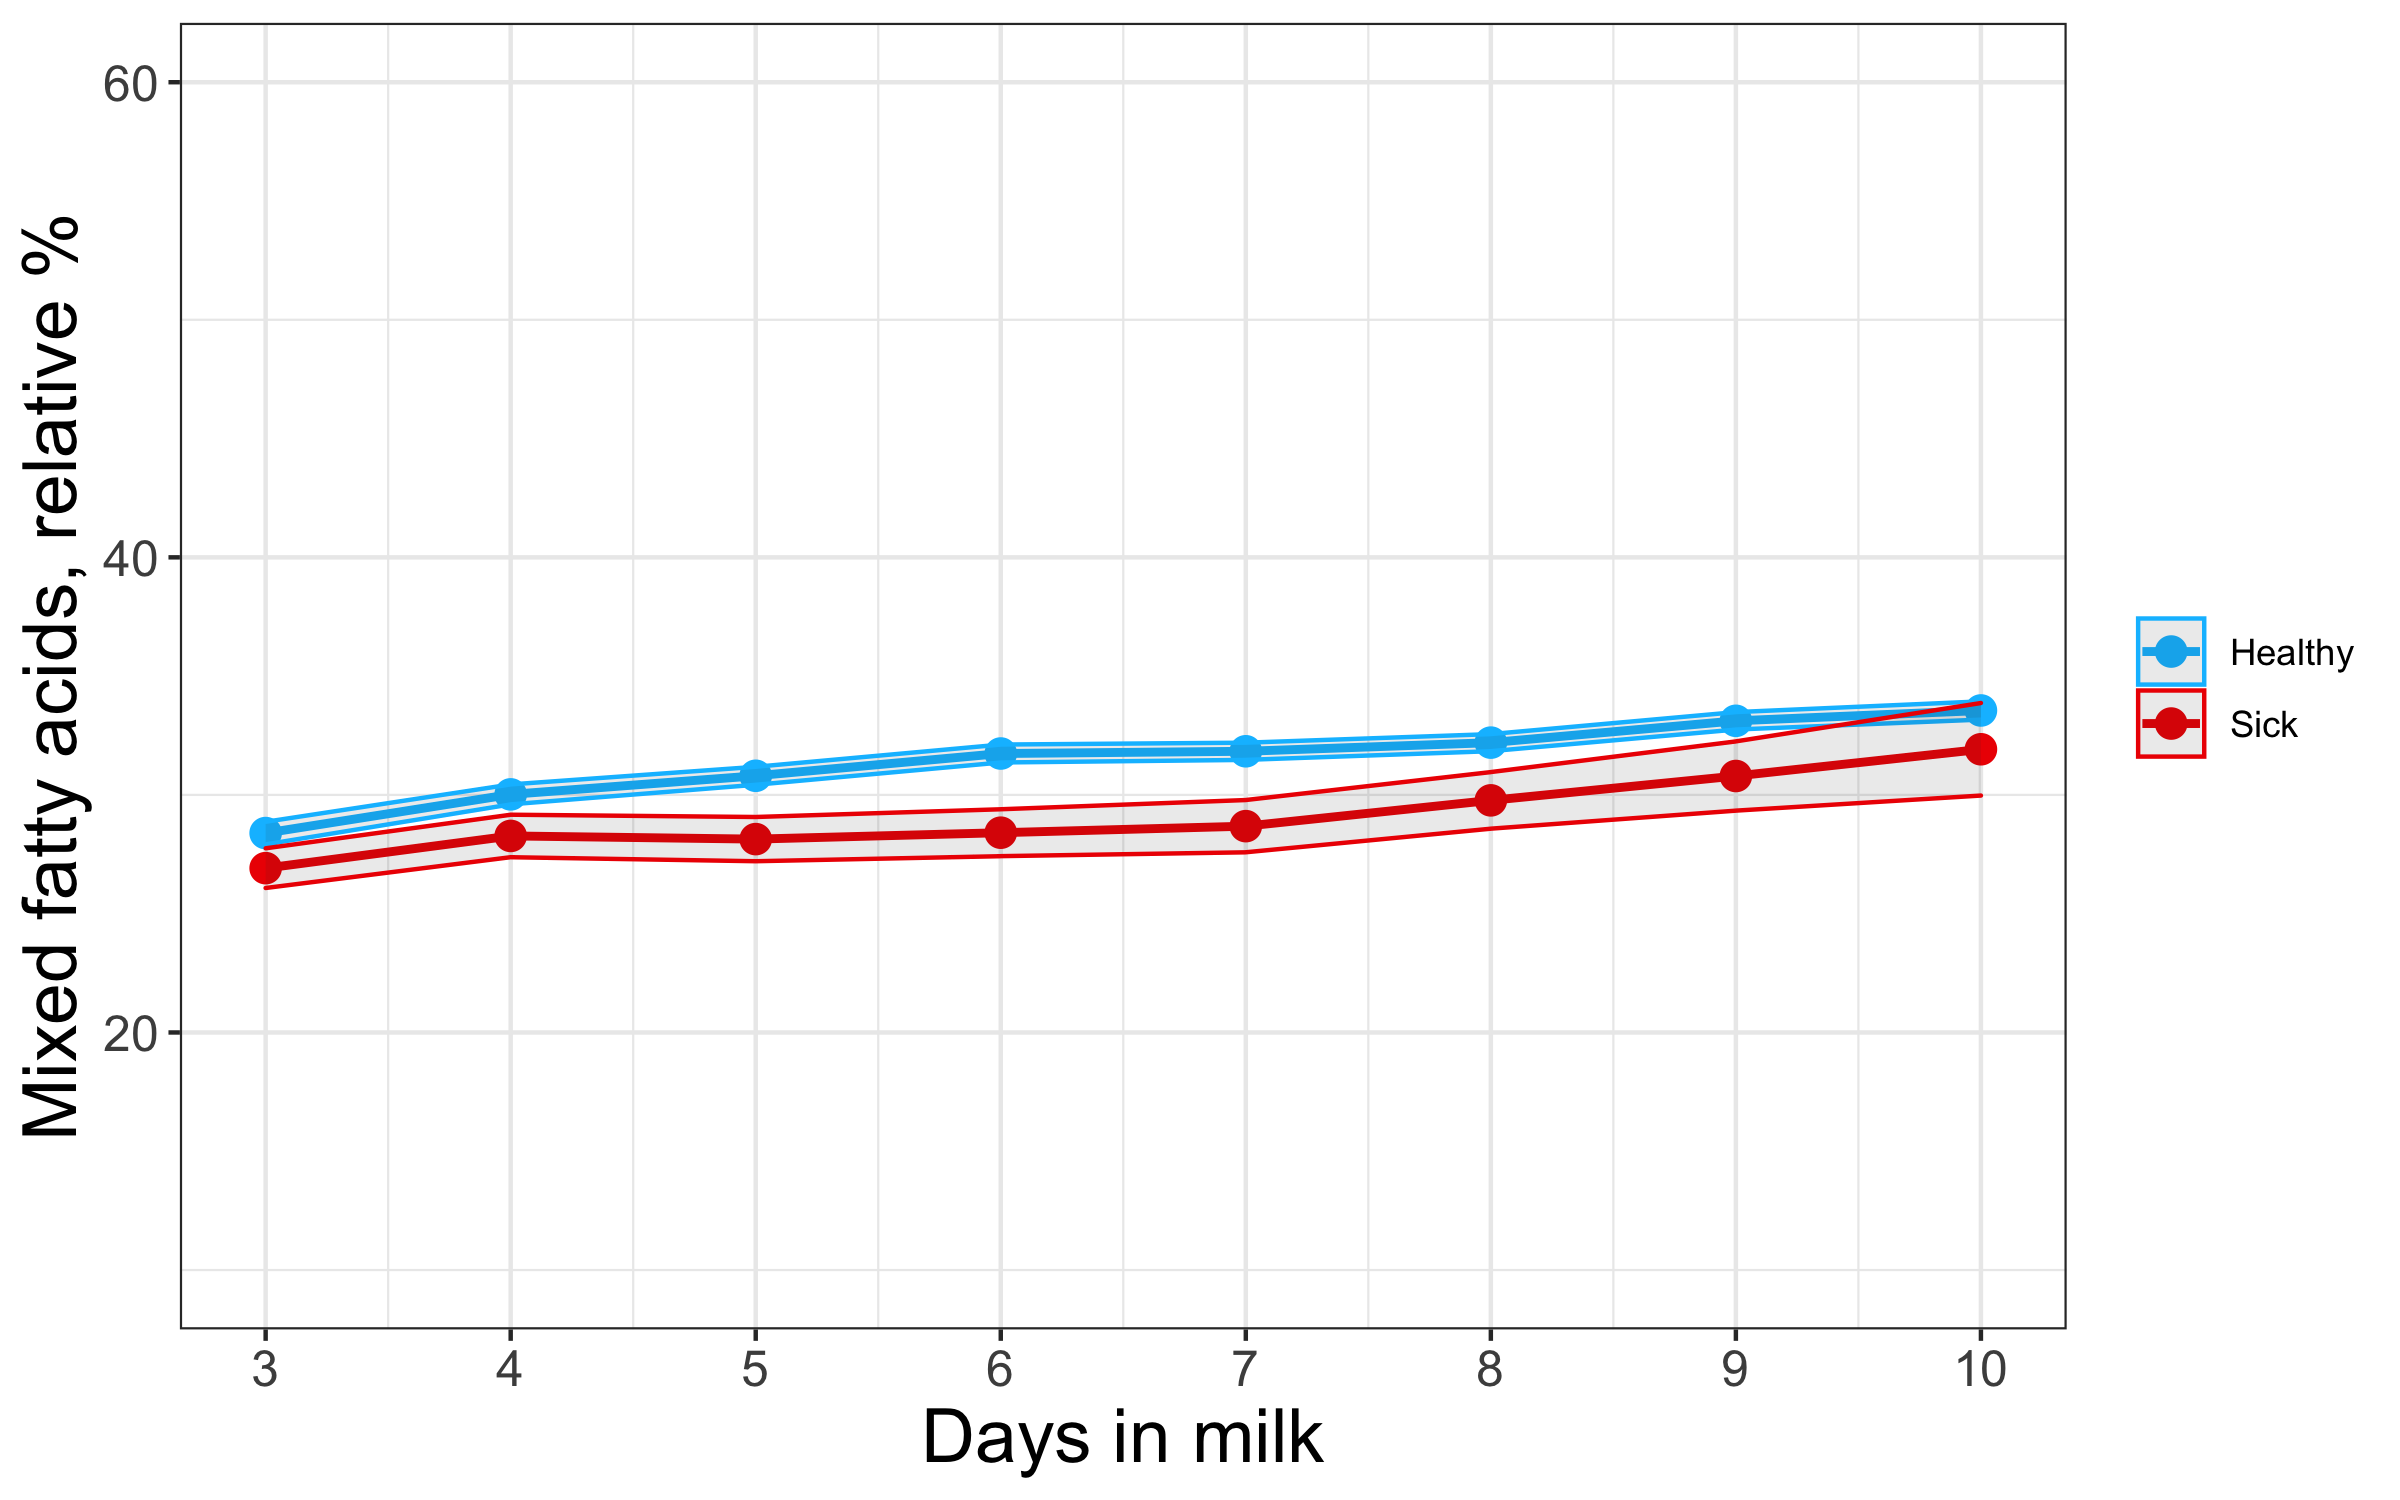 Mixed fatty acids, relative %
60
40
20
3 4 5 6 7 8 9 10
Days in milk
Healthy
Sick